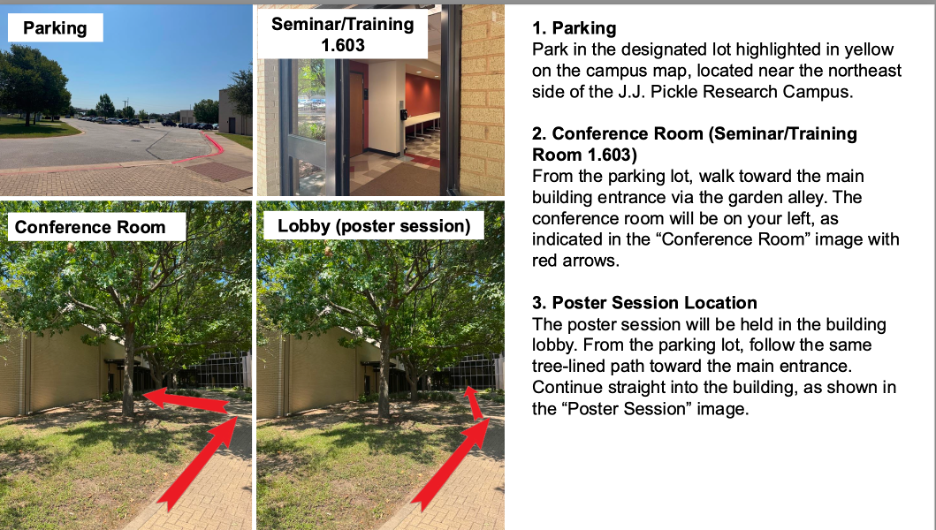 Parking
Seminar/Training
1.603
Conference Room
Lobby (poster session)
1. Parking
Park in the designated lot highlighted in yellow
on the campus map, located near the northeast
side of the J.J. Pickle Research Campus.
2. Conference Room (Seminar/Training
Room 1.603)
From the parking lot, walk toward the main
building entrance via the garden alley. The
conference room will be on your left, as
indicated in the “Conference Room” image with
red arrows.
3. Poster Session Location
The poster session will be held in the building
lobby. From the parking lot, follow the same
tree-lined path toward the main entrance.
Continue straight into the building, as shown in
the “Poster Session” image.